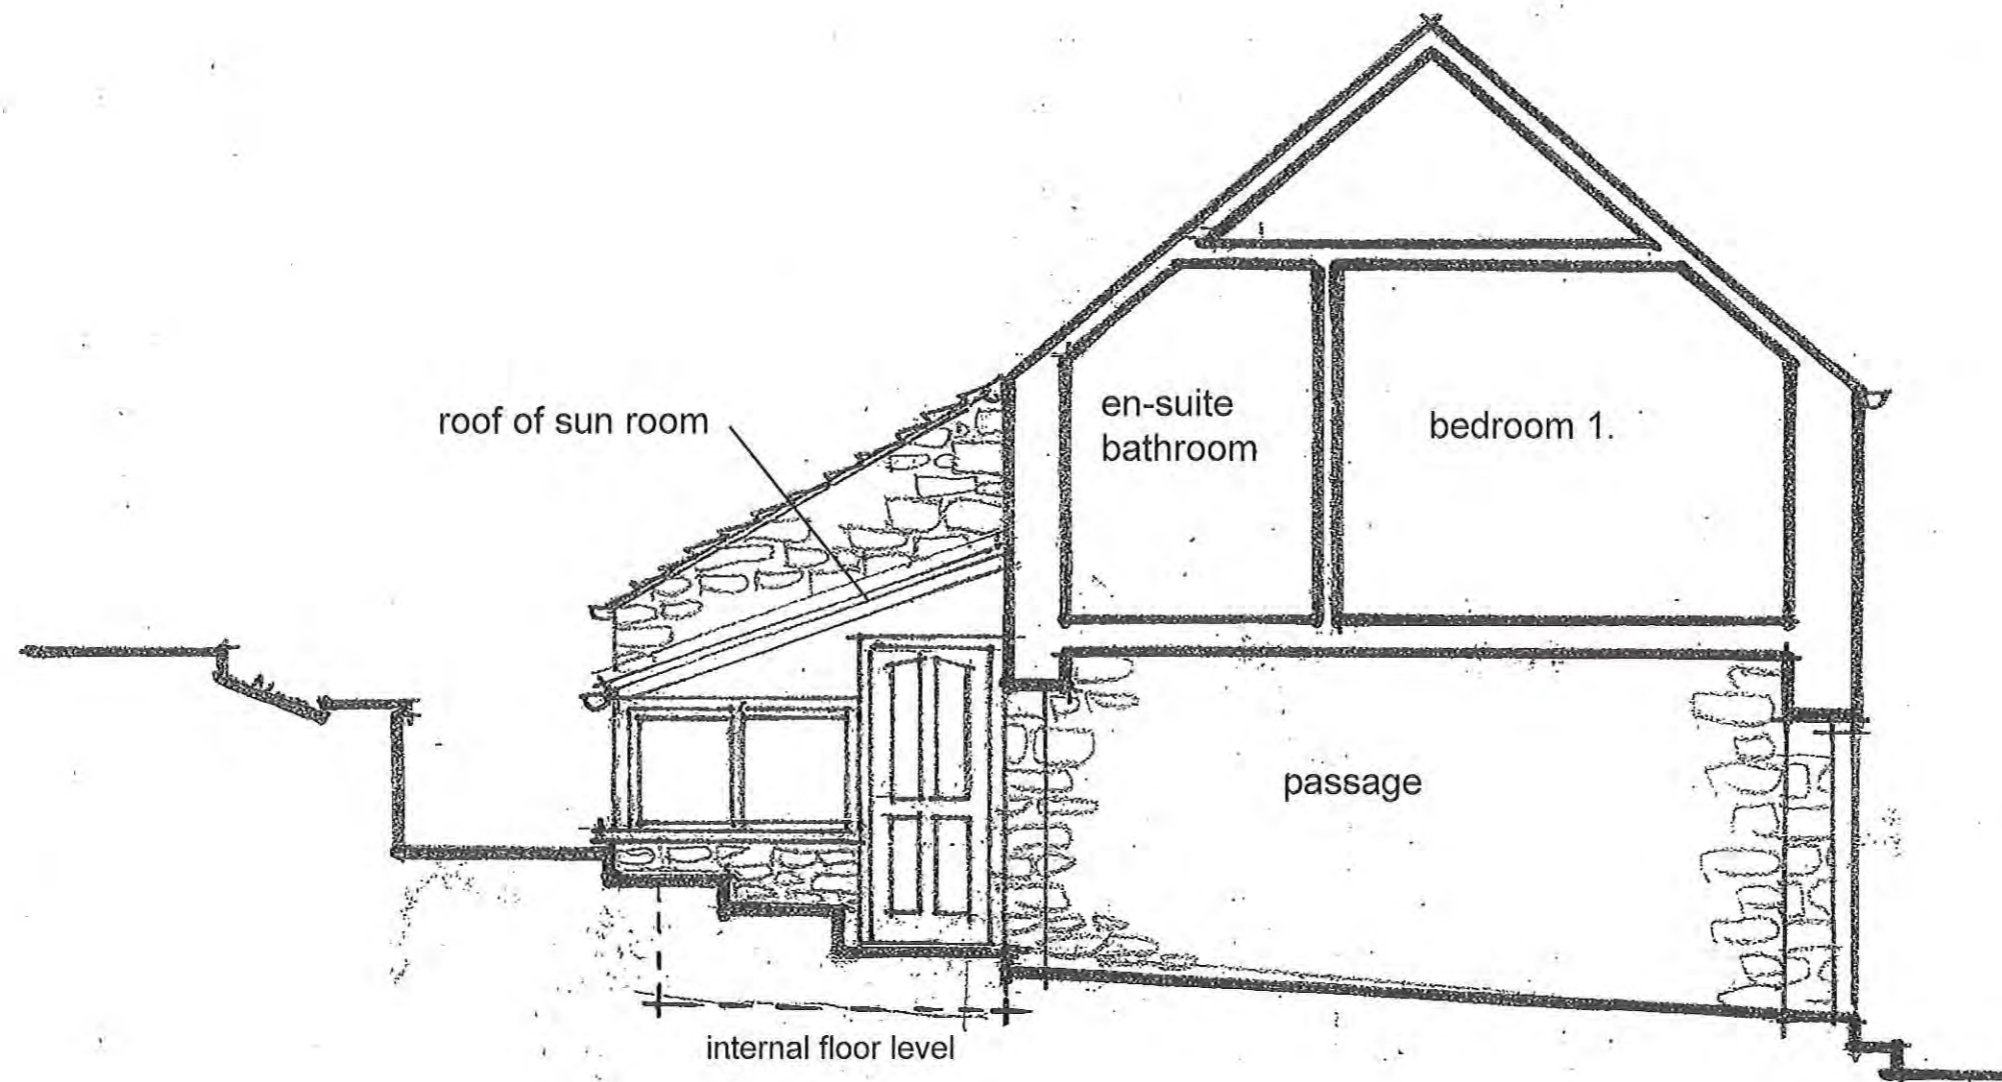 roof of sun room
en-suite
bathroom
bedroom 1.
passage
internal floor level